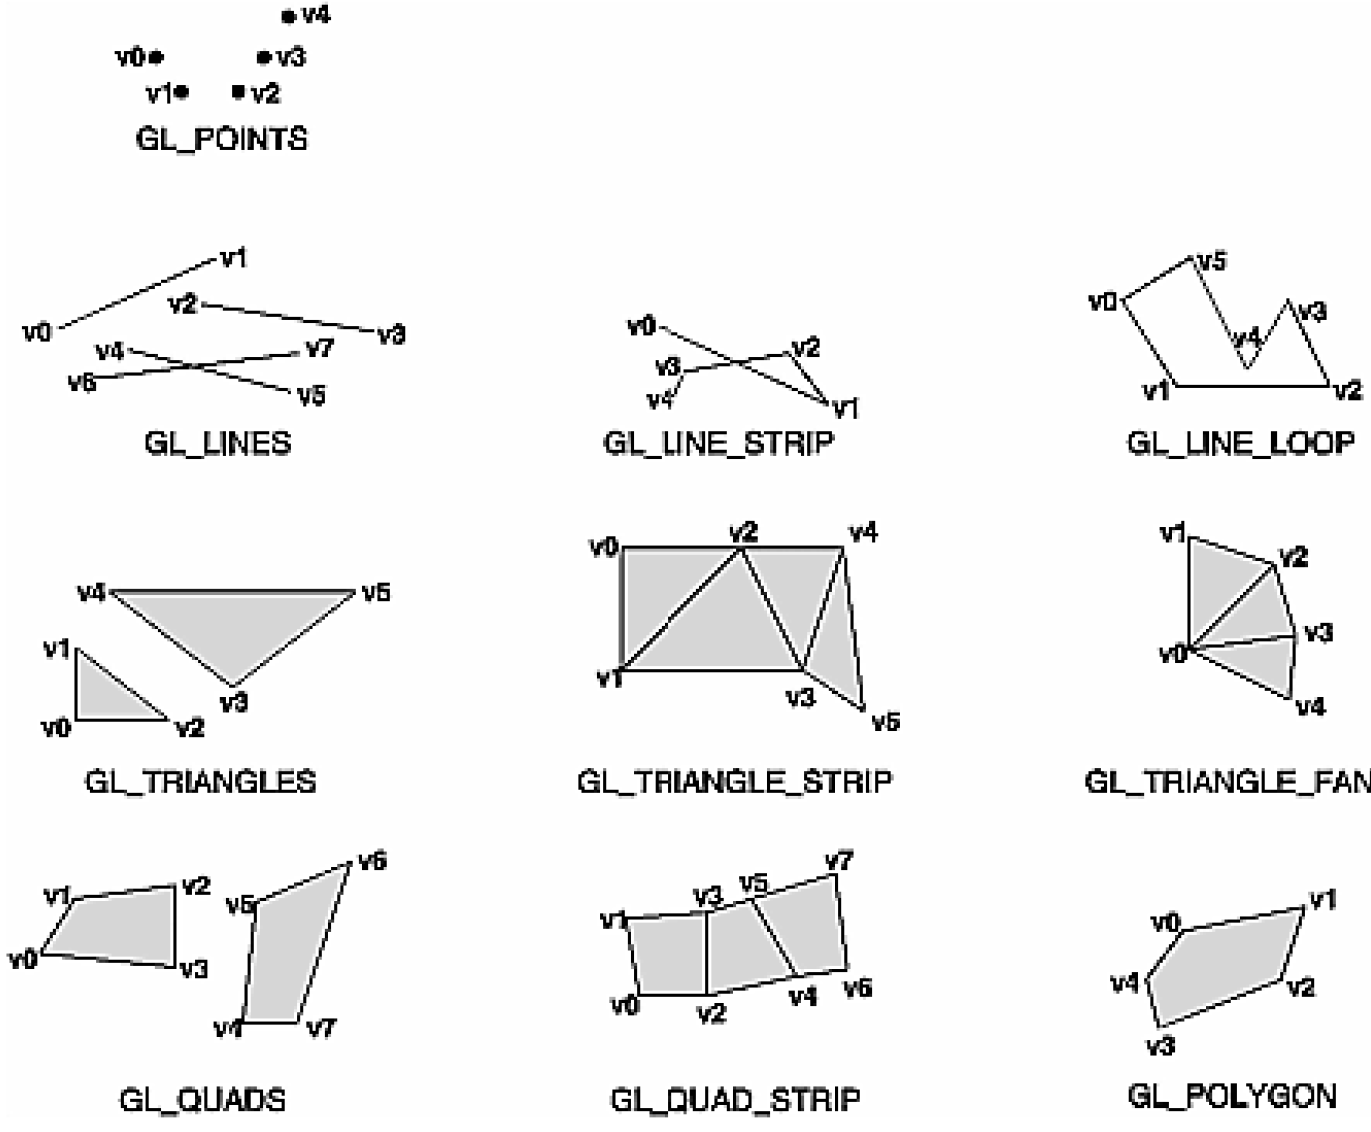 v4
v0 v3
v1 v2
GL_POINTS
v1
v2
v0 v3
v4 v7
v6 v5
GL_LINES
v0
v2
v3
v4
v1
GL_LINE_STRIP
v5
v0
v3
v4
v1 v2
GL_LINE_LOOP
v4 v5
v1
v3
v0 v2
GL_TRIANGLES
v0 v2 v4
v1 v3
v5
GL_TRIANGLE_STRIP
v1
v2
v3
v0
v4
GL_TRIANGLE_FAN
v6
v1 v2
v5
v0 v3
v4 v7
GL_QUADS
v7
v1 v3 v5
v0 v2 v4 v6
GL_QUAD_STRIP
v1
v0
v4 v2
v3
GL_POLYGON